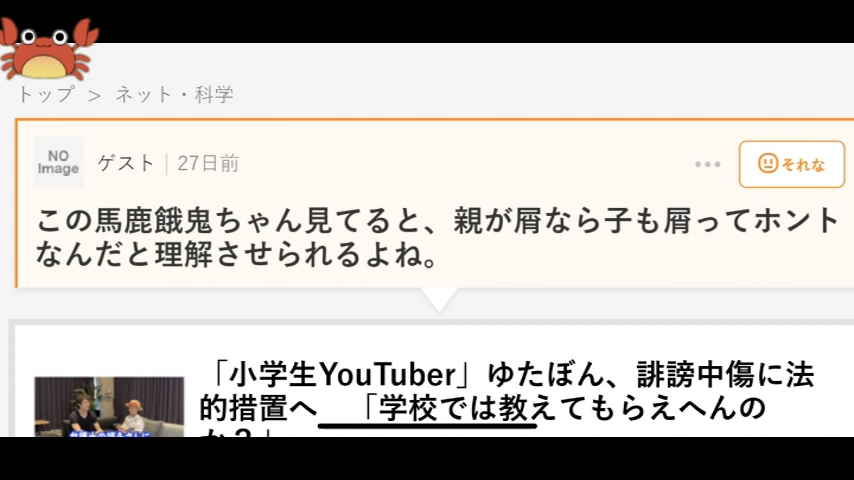 トップ > ネット・科学
NO
Image
ゲスト | 27日前
それな
この馬鹿餓鬼ちゃん見てると、親が屑なら子も屑ってホント
なんだと理解させられるよね。
「小学生YouTuber」ゆたぼん、誹謗中傷に法
的措置へ 「学校では教えてもらえへんの
か？」